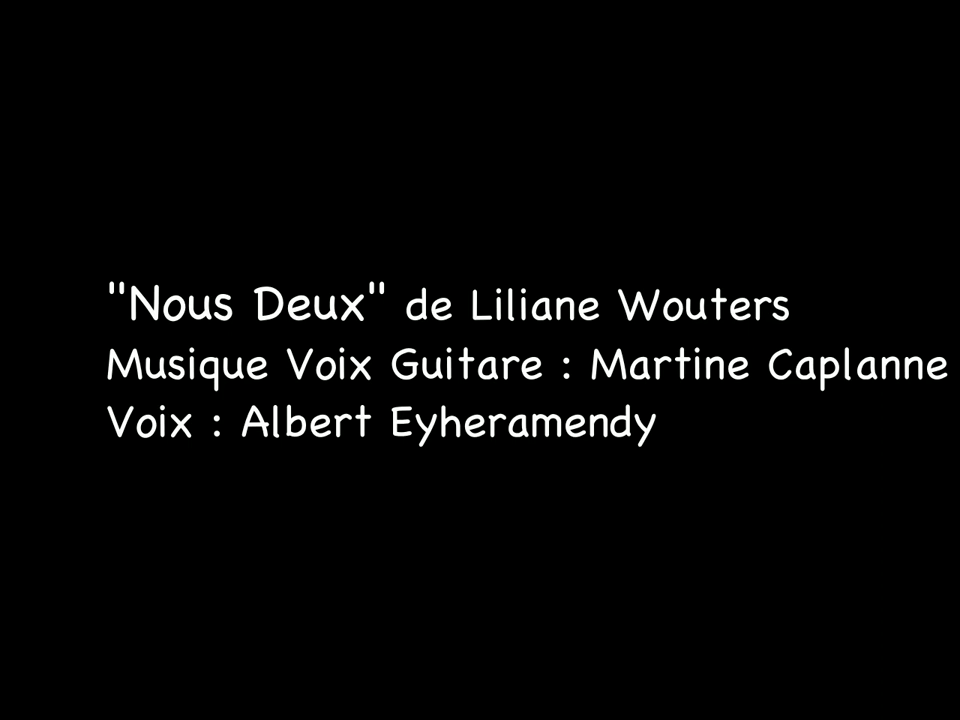 "Nous Deux" de Liliane Wouters
Musique Voix Guitare : Martine Caplanne
Voix : Albert Eyheramendy